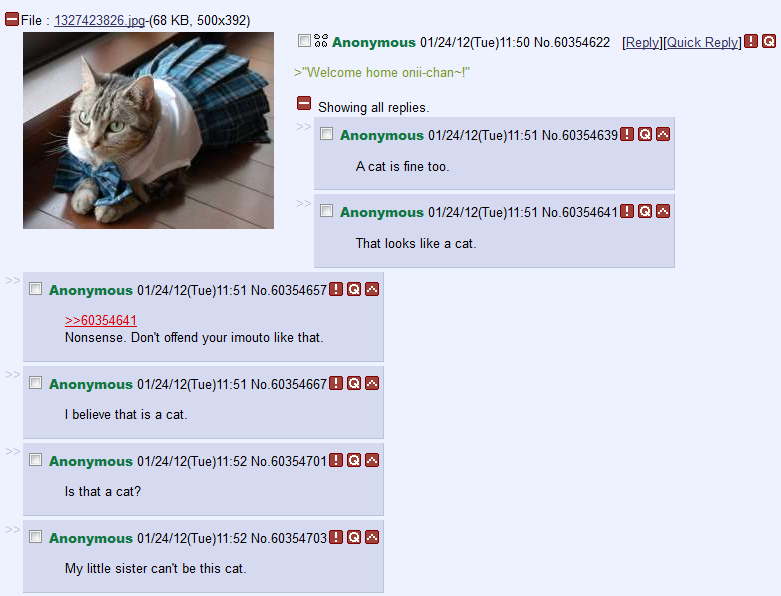 File : 1327423826.jpg-(68 KB, 500x392)
Anonymous 01/24/12(Tue)11:50 No.60354622 [Reply][Quick Reply] ! Q
>"Welcome home onii-chan~!"
Showing all replies.
>> Anonymous 01/24/12(Tue)11:51 No.60354639 ! Q
A cat is fine too.
>> Anonymous 01/24/12(Tue)11:51 No.60354641 ! Q
That looks like a cat.
>> Anonymous 01/24/12(Tue)11:51 No.60354657 ! Q
>>60354641
Nonsense. Don't offend your imouto like that.
>> Anonymous 01/24/12(Tue)11:51 No.60354667 ! Q
I believe that is a cat.
>> Anonymous 01/24/12(Tue)11:52 No.60354701 ! Q
Is that a cat?
>> Anonymous 01/24/12(Tue)11:52 No.60354703 ! Q
My little sister can't be this cat.